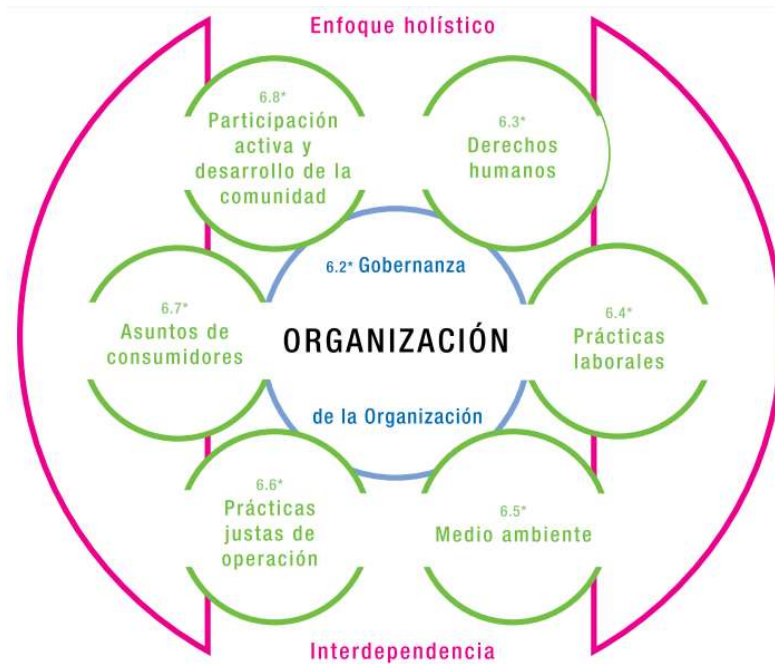 Enfoque holístico
6.8*
Participación
activa y
desarrollo de la
comunidad
6.3*
Derechos
humanos
6.2* Gobernanza
6.7*
Asuntos de
consumidores
ORGANIZACIÓN
6.4*
Prácticas
laborales
de la Organización
6.6*
Prácticas
justas de
operación
6.5*
Medio ambiente
Interdependencia